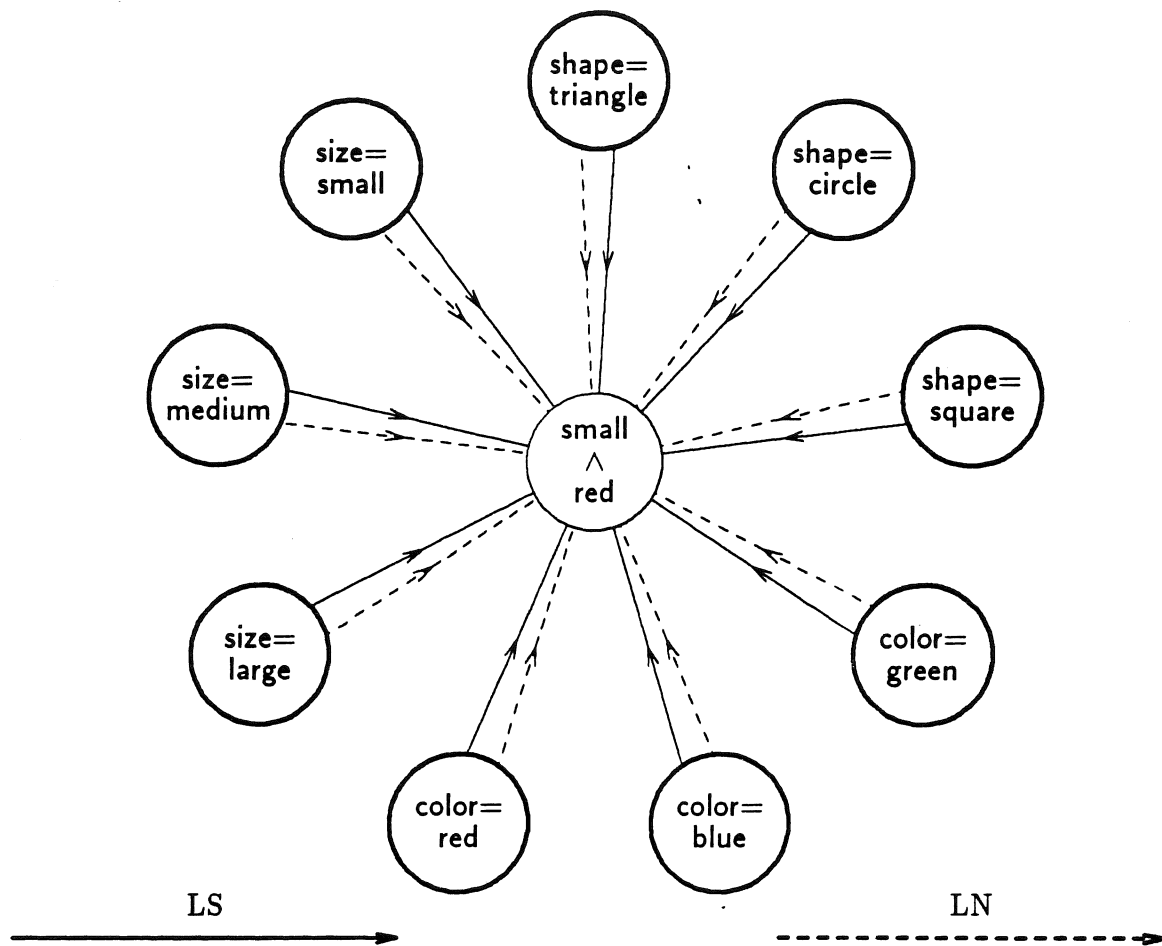 shape=
triangle
size=
small
shape=
circle
size=
medium
shape=
square
small
∧
red
size=
large
color=
green
color=
red
color=
blue
LS
LN